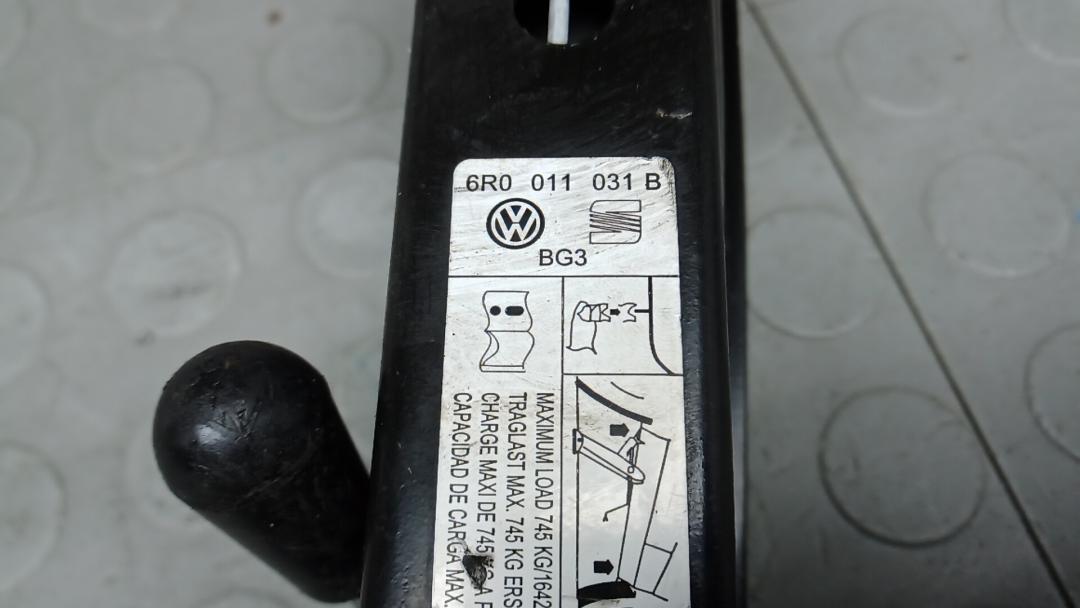 6R0 011 031 B
BG3
MAXIMUM LOAD 745 KG/1642
TRAGLAST MAX. 745 KG ERS
CHARGE MAXI DE 745
CAPACIDAD DE CARGA MAX.